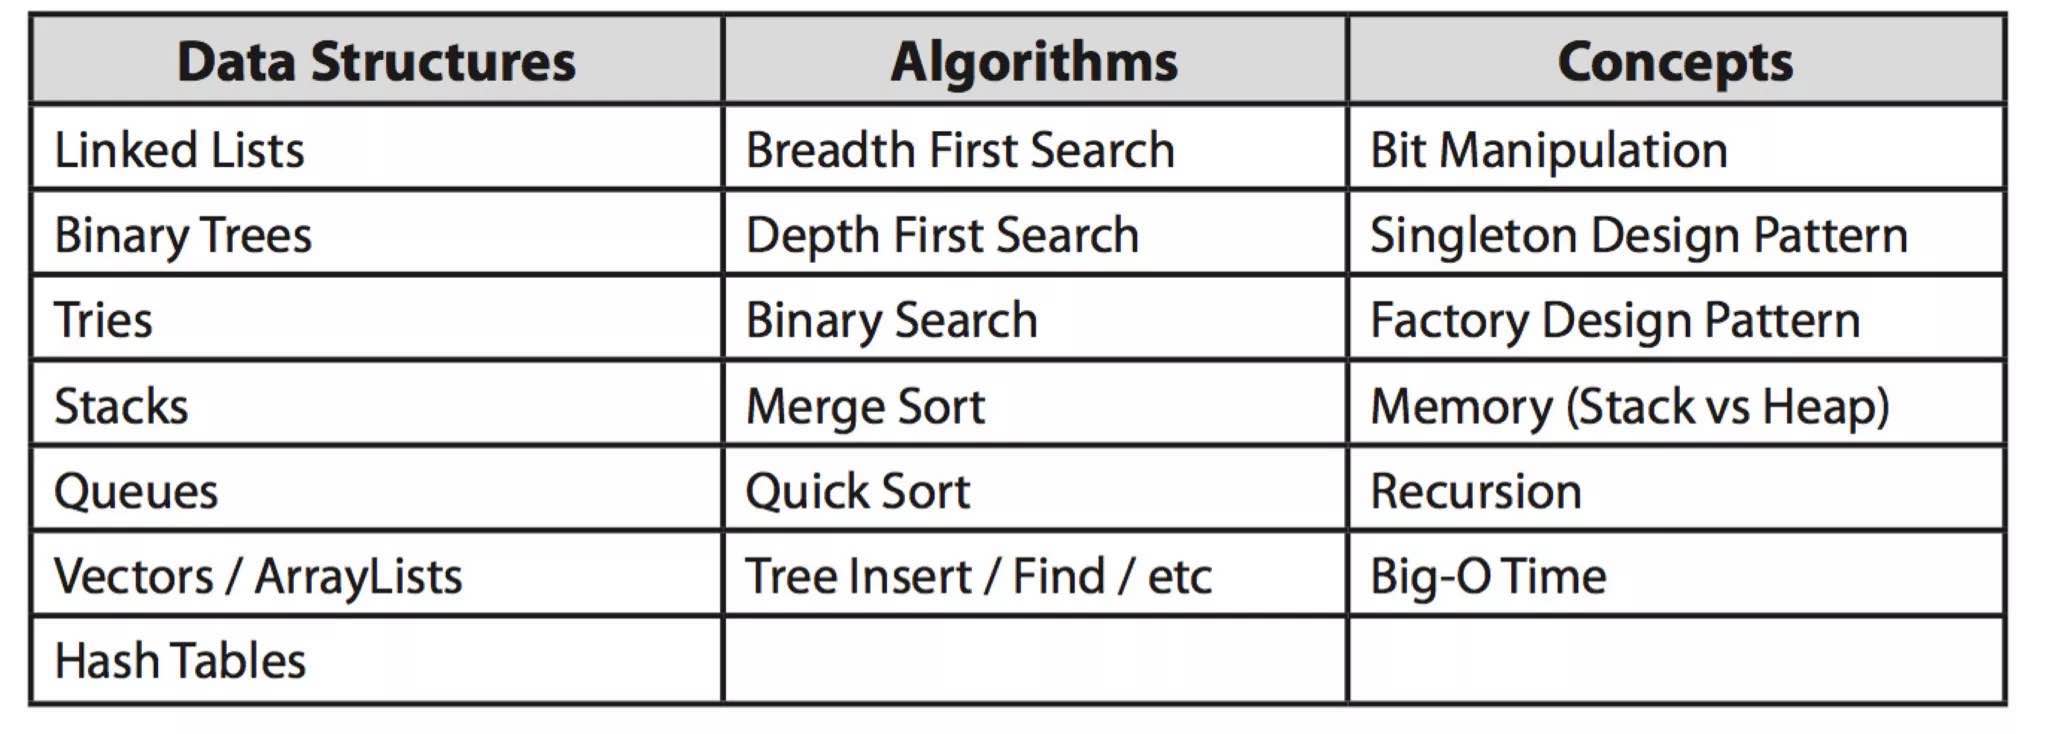 Data Structures Algorithms Concepts
Linked Lists Breadth First Search Bit Manipulation
Binary Trees Depth First Search Singleton Design Pattern
Tries Binary Search Factory Design Pattern
Stacks Merge Sort Memory (Stack vs Heap)
Queues Quick Sort Recursion
Vectors / ArrayLists Tree Insert / Find / etc Big-O Time
Hash Tables